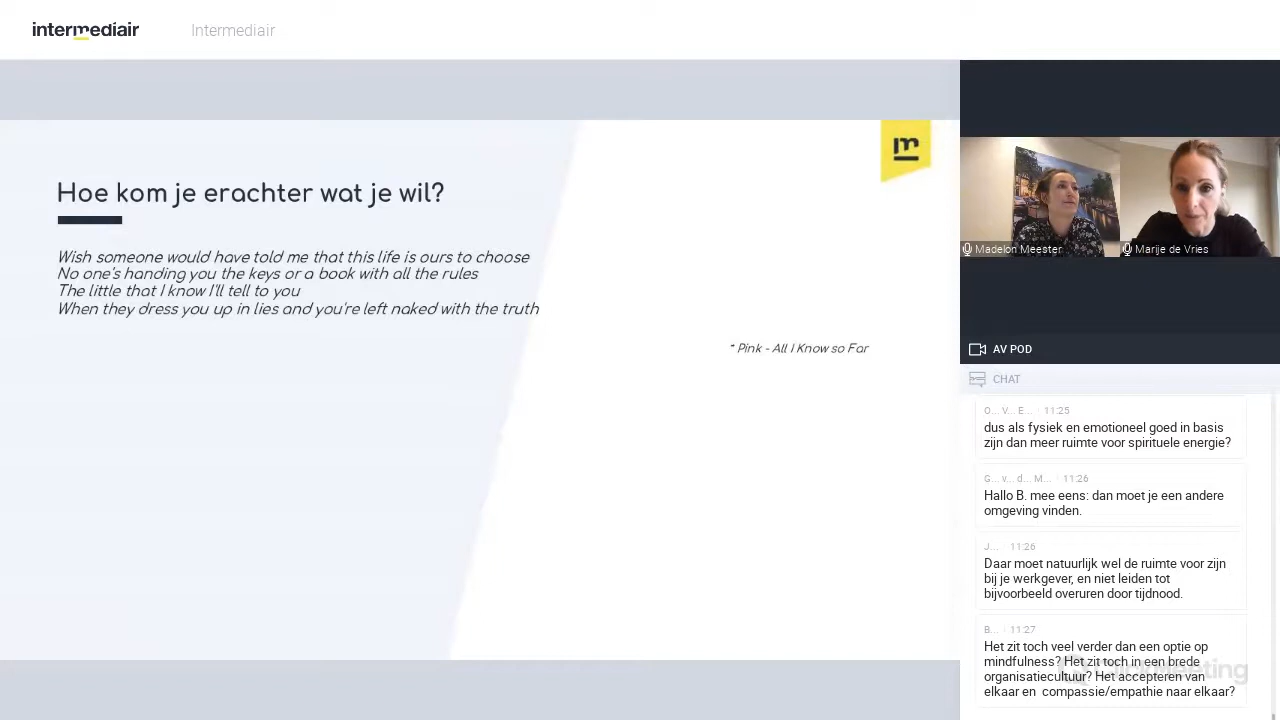 intermediair
Intermediair
m
Hoe kom je erachter wat je wil?
Wish someone would have told me that this life is ours to choose
No one's handing you the keys or a book with all the rules
The little that I know I'll tell to you
When they dress you up in lies and you're left naked with the truth
* Pink - All I Know so Far
Madelon Meester
Marije de Vries
AV POD
CHAT
O... V... E... 11:25
dus als fysiek en emotioneel goed in basis
zijn dan meer ruimte voor spirituele energie?
G... v... d... M... 11:26
Hallo B. mee eens: dan moet je een andere
omgeving vinden.
J... 11:26
Daar moet natuurlijk wel de ruimte voor zijn
bij je werkgever, en niet leiden tot
bijvoorbeeld overuren door tijdnood.
B... 11:27
Het zit toch veel verder dan een optie op
mindfulness? Het zit toch in een brede
organisatiecultuur? Het accepteren van
elkaar en  compassie/empathie naar elkaar?
ClickMeeting